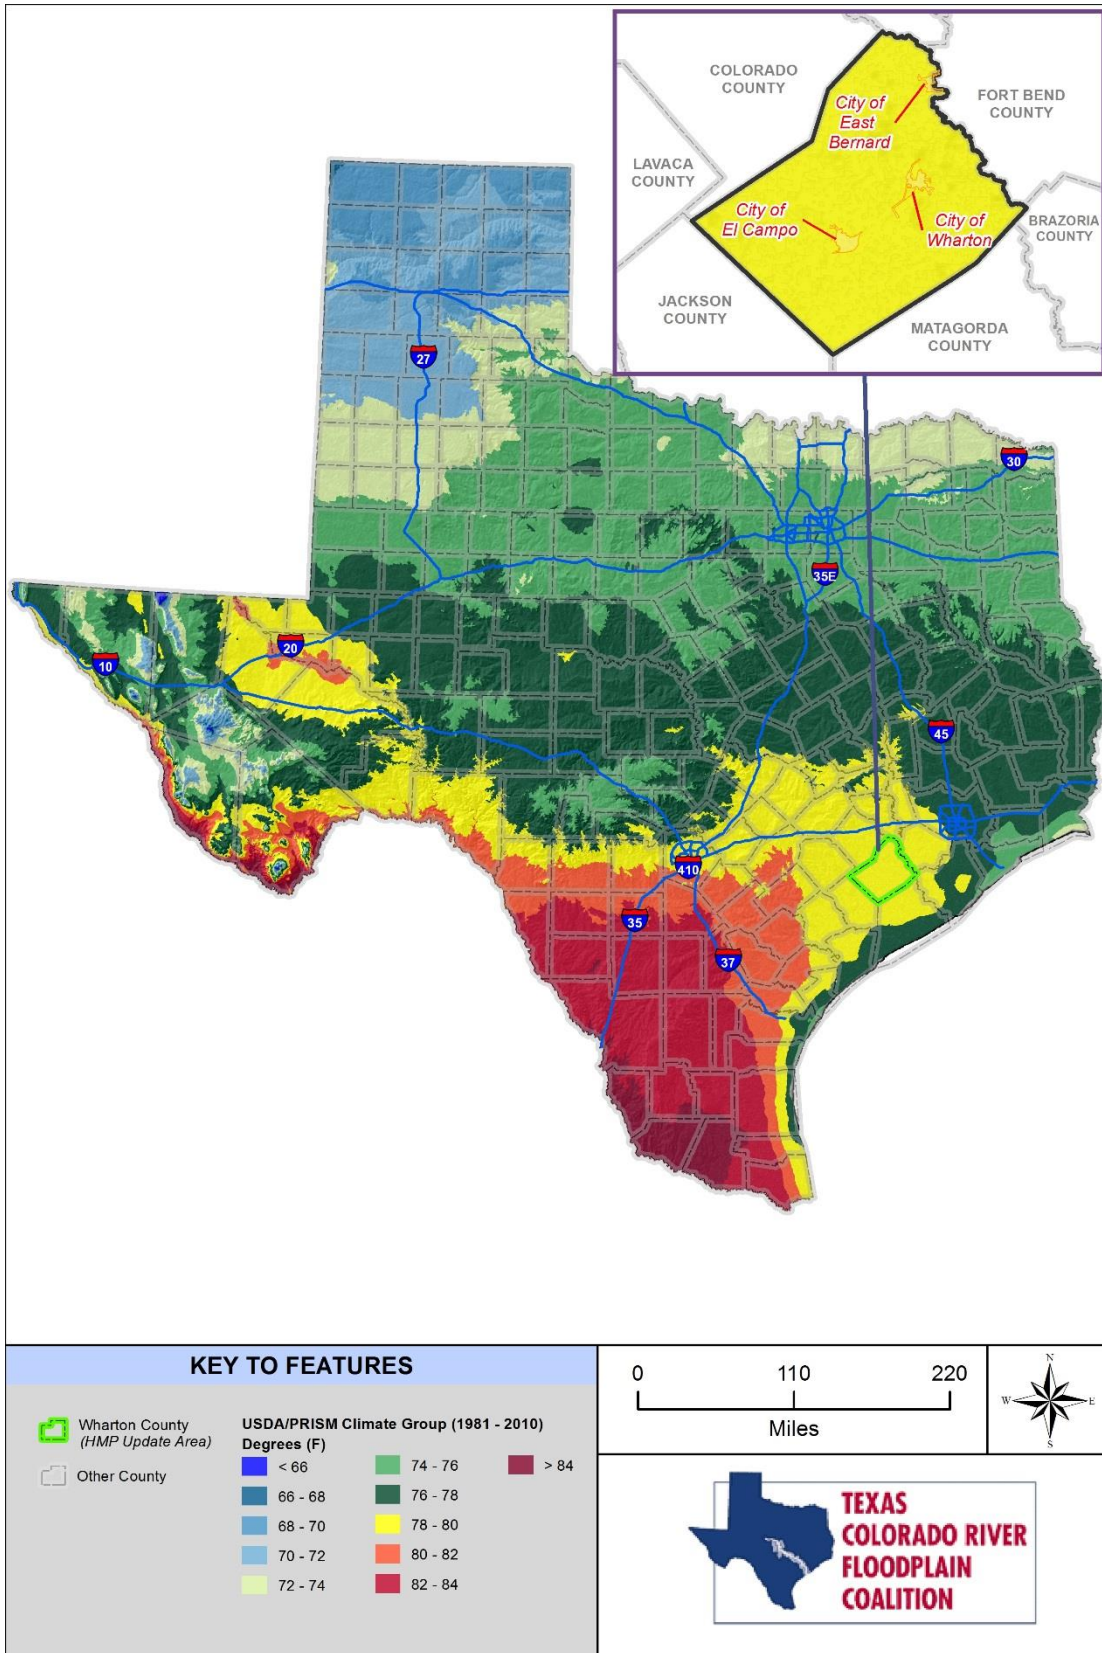 COLORADO
COUNTY
FORT BEND
COUNTY
City of
East
Bernard
LAVACA
COUNTY
City of
El Campo
City of
Wharton
BRAZORIA
COUNTY
JACKSON
COUNTY
MATAGORDA
COUNTY
27
30
35E
20
10
45
410
35
37
KEY TO FEATURES
Wharton County
(HMP Update Area)
Other County
USDA/PRISM Climate Group (1981 - 2010)
Degrees (F)
< 66
66 - 68
68 - 70
70 - 72
72 - 74
74 - 76
76 - 78
78 - 80
80 - 82
82 - 84
> 84
0 110 220
Miles
N
W E
S
TEXAS
COLORADO RIVER
FLOODPLAIN
COALITION